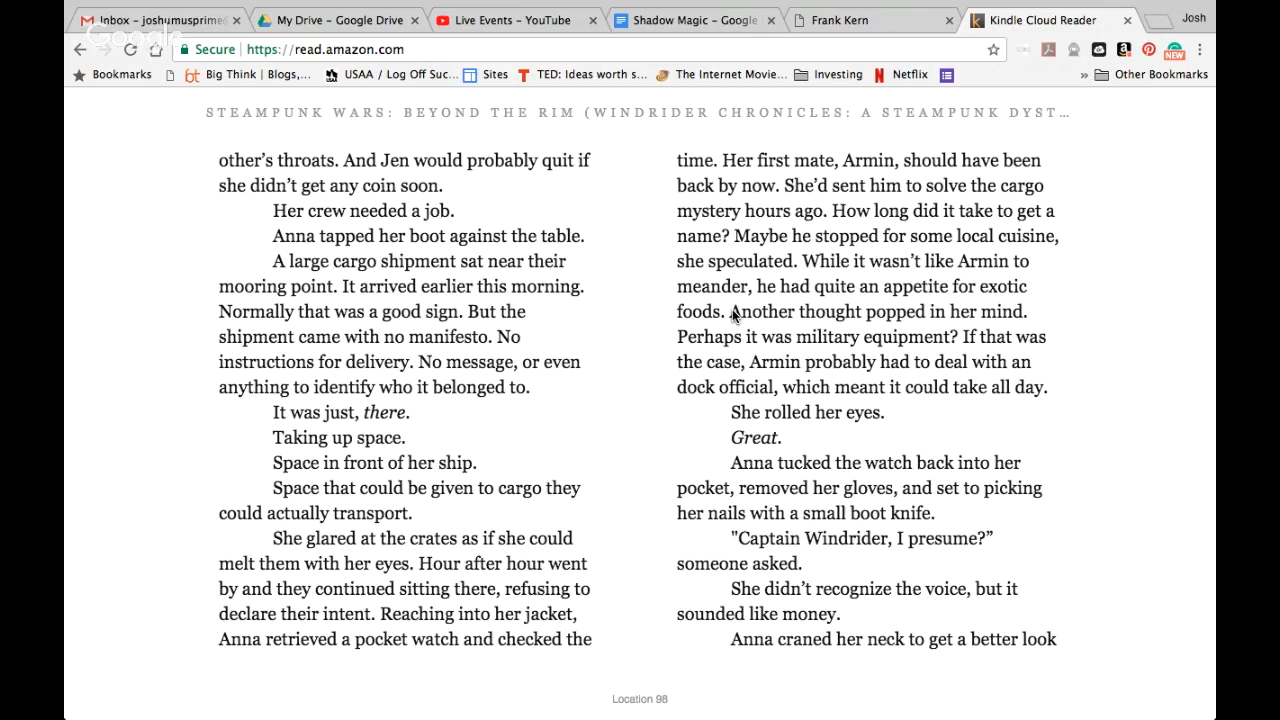 Inbox - joshumusprime
My Drive – Google Drive
Live Events – YouTube
Shadow Magic – Google
Frank Kern
Kindle Cloud Reader
Josh
Google
Secure
https://read.amazon.com
NEW
Bookmarks
Big Think | Blogs,...
USAA / Log Off Suc...
Sites
TED: Ideas worth s...
The Internet Movie...
Investing
Netflix
»
Other Bookmarks
STEAMPUNK WARS: BEYOND THE RIM (WINDRIDER CHRONICLES: A STEAMPUNK DYST...
other’s throats. And Jen would probably quit if
she didn’t get any coin soon.
Her crew needed a job.
Anna tapped her boot against the table.
A large cargo shipment sat near their
mooring point. It arrived earlier this morning.
Normally that was a good sign. But the
shipment came with no manifesto. No
instructions for delivery. No message, or even
anything to identify who it belonged to.
It was just, there.
Taking up space.
Space in front of her ship.
Space that could be given to cargo they
could actually transport.
She glared at the crates as if she could
melt them with her eyes. Hour after hour went
by and they continued sitting there, refusing to
declare their intent. Reaching into her jacket,
Anna retrieved a pocket watch and checked the
time. Her first mate, Armin, should have been
back by now. She’d sent him to solve the cargo
mystery hours ago. How long did it take to get a
name? Maybe he stopped for some local cuisine,
she speculated. While it wasn’t like Armin to
meander, he had quite an appetite for exotic
foods. Another thought popped in her mind.
Perhaps it was military equipment? If that was
the case, Armin probably had to deal with an
dock official, which meant it could take all day.
She rolled her eyes.
Great.
Anna tucked the watch back into her
pocket, removed her gloves, and set to picking
her nails with a small boot knife.
"Captain Windrider, I presume?”
someone asked.
She didn’t recognize the voice, but it
sounded like money.
Anna craned her neck to get a better look
Location 98